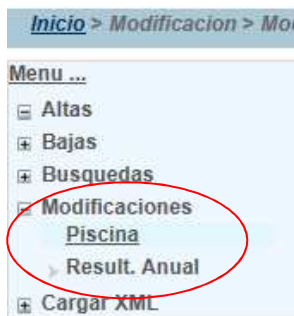 Inicio > Modificacion > Mo
Menu ...
Altas
Bajas
Busquedas
Modificaciones
Piscina
Result. Anual
Cargar XML